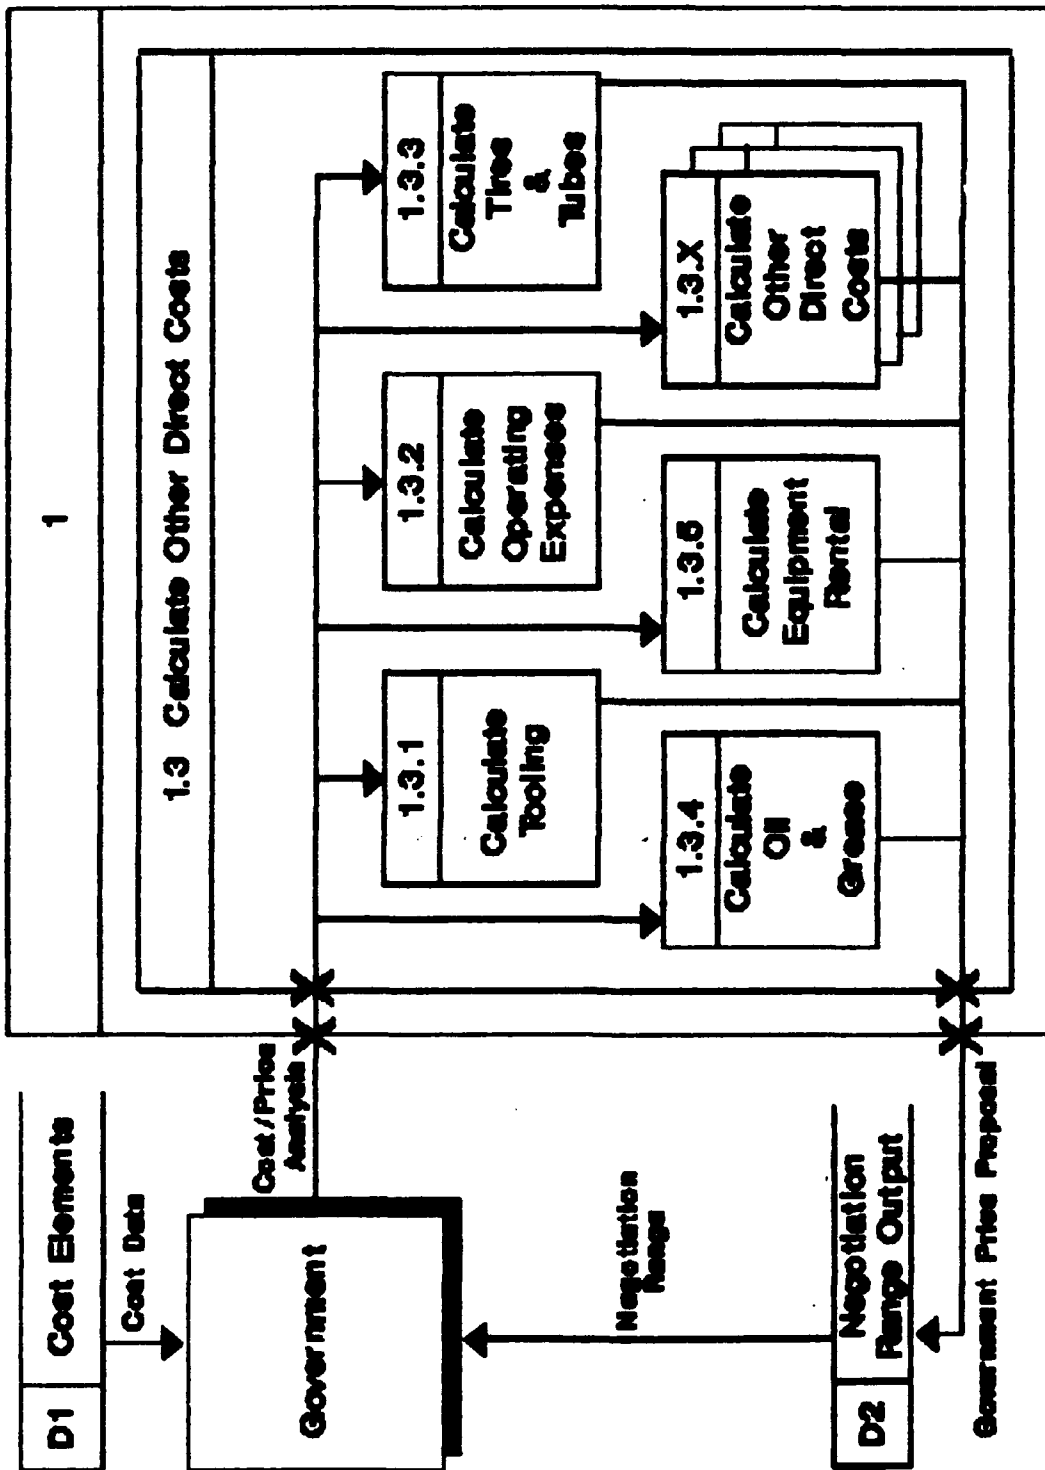 1
1.3 Calculate Other Direct Costs
D1
Cost Elements
Cost Data
Government
Cost/Price
Analysis
1.3.1
Calculate
Tooling
1.3.2
Calculate
Operating
Expenses
1.3.3
Calculate
Tires
&
Tubes
1.3.4
Calculate
Oil
&
Grease
1.3.5
Calculate
Equipment
Rental
1.3.X
Calculate
Other
Direct
Costs
Negotiation
Range
D2
Negotiation
Range Output
Government Price Proposal